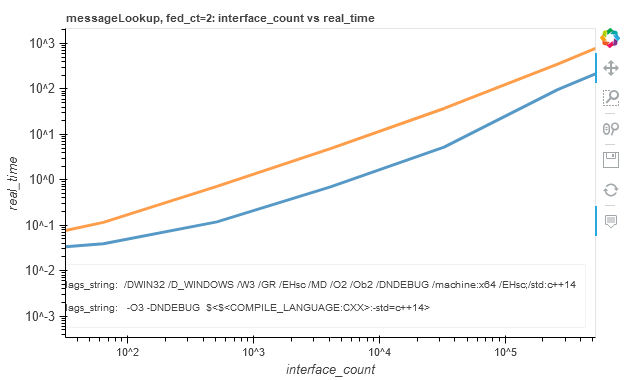 messageLookup, fed_ct=2: interface_count vs real_time
10^3
10^2
10^1
10^0
10^-1
10^-2
10^-3
real_time
lags_string: /DWIN32 /D_WINDOWS /W3 /GR /EHsc /MD /O2 /Ob2 /DNDEBUG /machine:x64 /EHsc;/std:c++14
lags_string: -O3 -DNDEBUG $<$<COMPILE_LANGUAGE:CXX>:-std=c++14>
10^2
10^3
10^4
10^5
interface_count